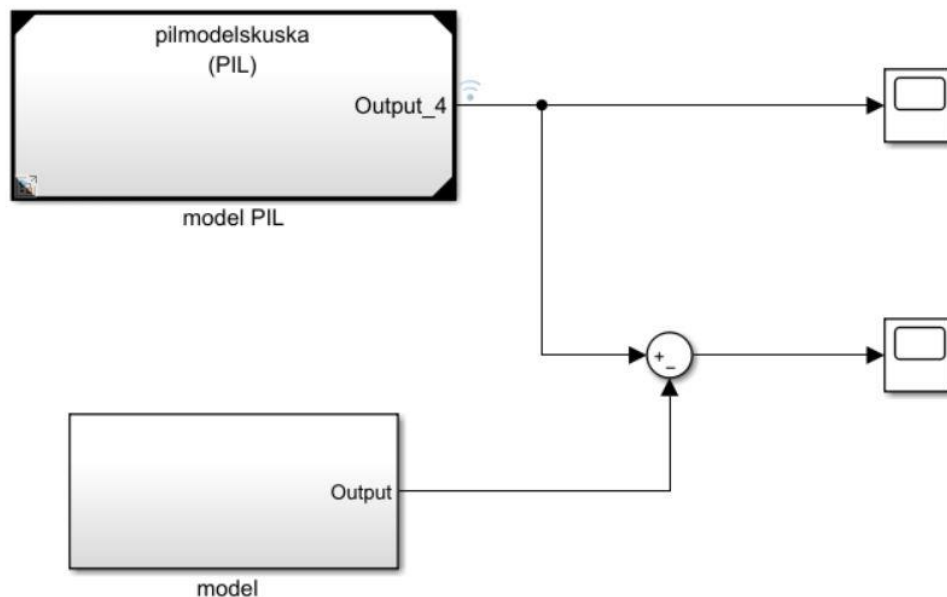 pilmodelskuska
(PIL)
Output_4
model PIL
+
−
Output
model